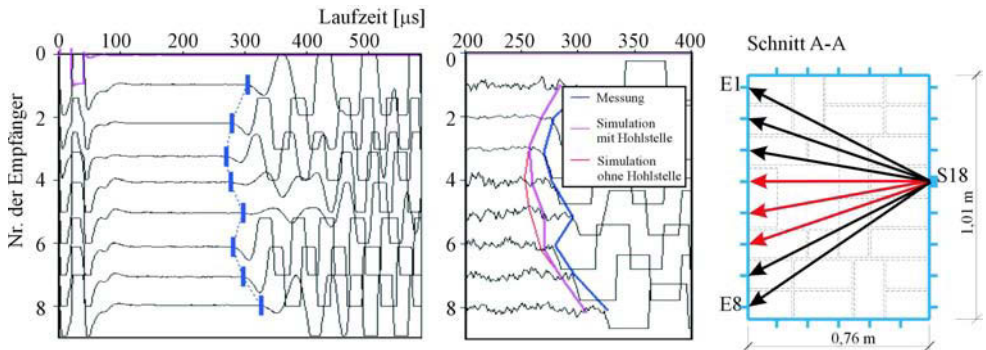 Laufzeit [µs]
0 100 200 300 400 500
200 250 300 350 400
Nr. der Empfänger
0
2
4
6
8
0
2
4
6
8
Messung
Simulation
mit Hohlstelle
Simulation
ohne Hohlstelle
Schnitt A-A
E1
S18
E8
1,01 m
0,76 m